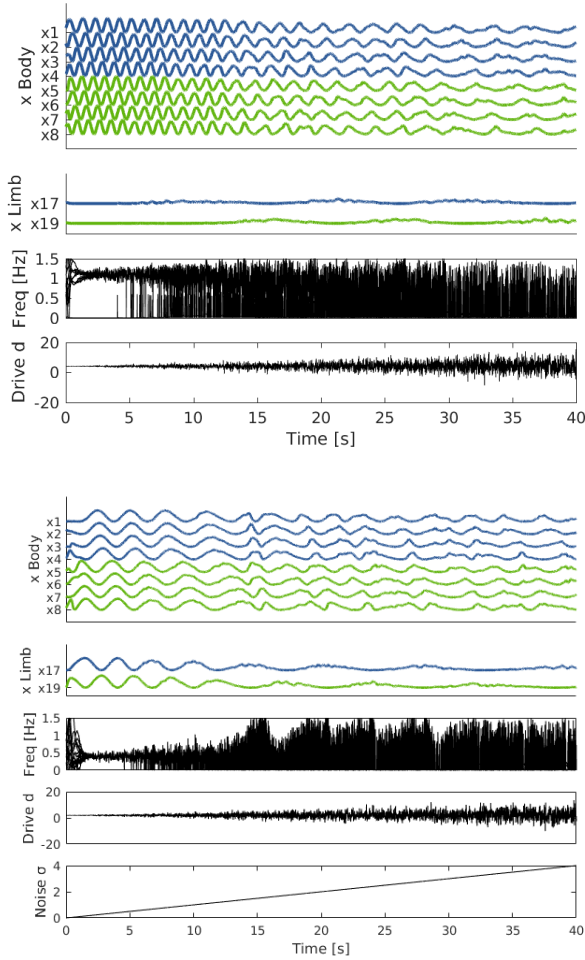 x Body
x1
x2
x3
x4
x5
x6
x7
x8
x Limb
x17
x19
Freq [Hz]
1.5
1
0.5
0
Drive d
20
0
-20
0 5 10 15 20 25 30 35 40
Time [s]
x Body
x1
x2
x3
x4
x5
x6
x7
x8
x Limb
x17
x19
Freq [Hz]
1.5
1
0.5
0
Drive d
20
0
-20
Noise σ
4
2
0
0 5 10 15 20 25 30 35 40
Time [s]